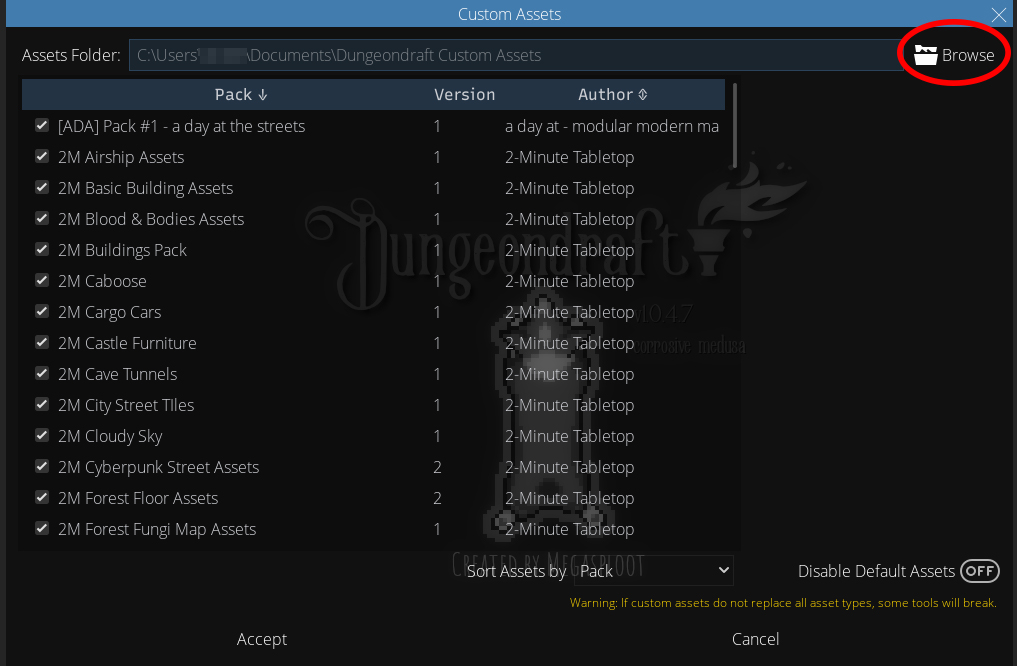 Custom Assets
Assets Folder: C:\Users\ \Documents\Dungeondraft Custom Assets Browse
Pack Version Author
[ADA] Pack #1 - a day at the streets 1 a day at - modular modern ma
2M Airship Assets 1 2-Minute Tabletop
2M Basic Building Assets 1 2-Minute Tabletop
2M Blood & Bodies Assets 1 2-Minute Tabletop
2M Buildings Pack 1 2-Minute Tabletop
2M Caboose 1 2-Minute Tabletop
2M Cargo Cars 1 2-Minute Tabletop
2M Castle Furniture 1 2-Minute Tabletop
2M Cave Tunnels 1 2-Minute Tabletop
2M City Street TIles 1 2-Minute Tabletop
2M Cloudy Sky 1 2-Minute Tabletop
2M Cyberpunk Street Assets 2 2-Minute Tabletop
2M Forest Floor Assets 2 2-Minute Tabletop
2M Forest Fungi Map Assets 1 2-Minute Tabletop
Dungeondraft
v1.0.4.7
corrosive medusa
Created by Megasploot
Sort Assets by Pack Disable Default Assets OFF
Warning: If custom assets do not replace all asset types, some tools will break.
Accept Cancel